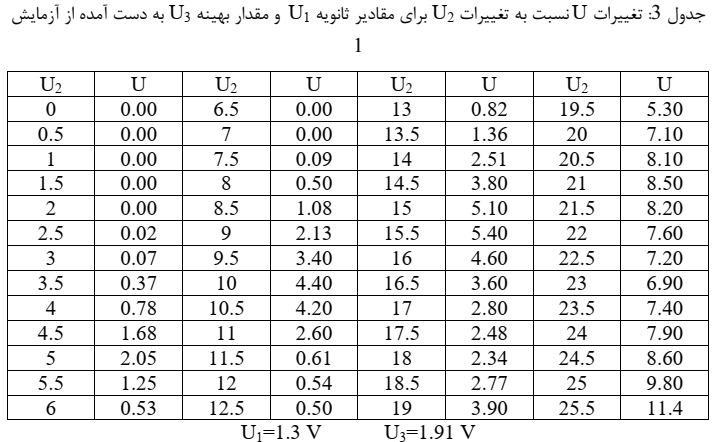 جدول 3: تغییرات U نسبت به تغییرات U₂ برای مقادیر ثانویه U₁ و مقدار بهینه U₃ به دست آمده از آزمایش
1
U₂ U U₂ U U₂ U U₂ U
0 0.00 6.5 0.00 13 0.82 19.5 5.30
0.5 0.00 7 0.00 13.5 1.36 20 7.10
1 0.00 7.5 0.09 14 2.51 20.5 8.10
1.5 0.00 8 0.50 14.5 3.80 21 8.50
2 0.00 8.5 1.08 15 5.10 21.5 8.20
2.5 0.02 9 2.13 15.5 5.40 22 7.60
3 0.07 9.5 3.40 16 4.60 22.5 7.20
3.5 0.37 10 4.40 16.5 3.60 23 6.90
4 0.78 10.5 4.20 17 2.80 23.5 7.40
4.5 1.68 11 2.60 17.5 2.48 24 7.90
5 2.05 11.5 0.61 18 2.34 24.5 8.60
5.5 1.25 12 0.54 18.5 2.77 25 9.80
6 0.53 12.5 0.50 19 3.90 25.5 11.4
U₁=1.3 V U₃=1.91 V